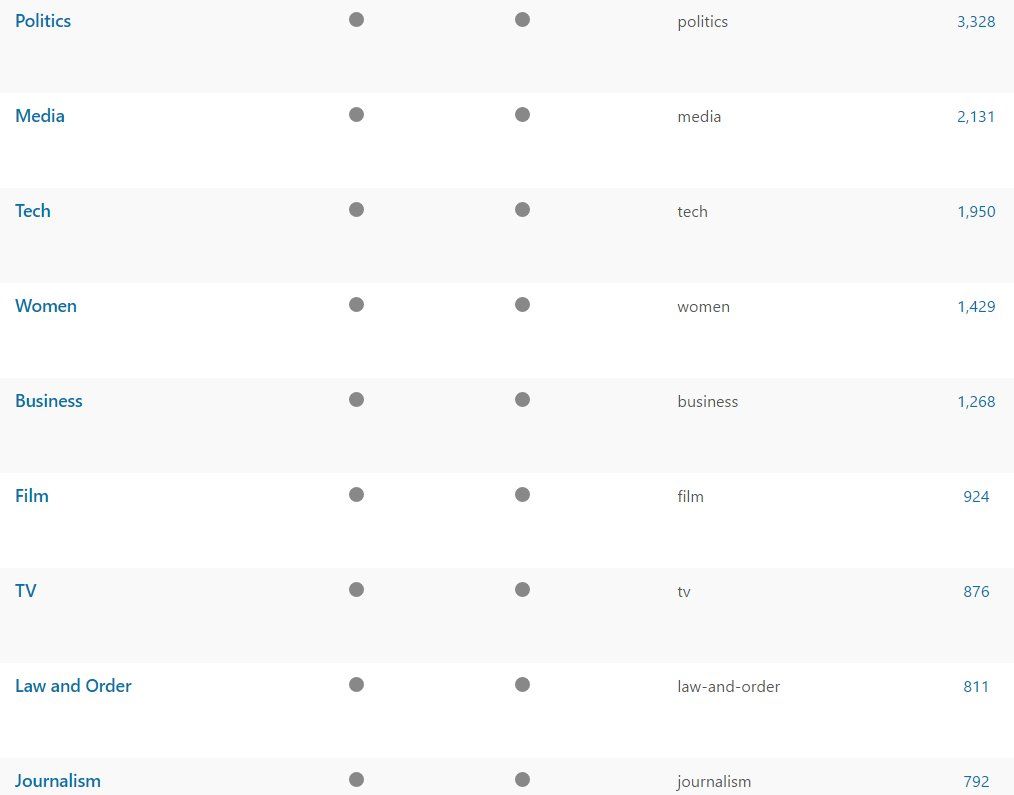 Politics politics 3,328
Media media 2,131
Tech tech 1,950
Women women 1,429
Business business 1,268
Film film 924
TV tv 876
Law and Order law-and-order 811
Journalism journalism 792